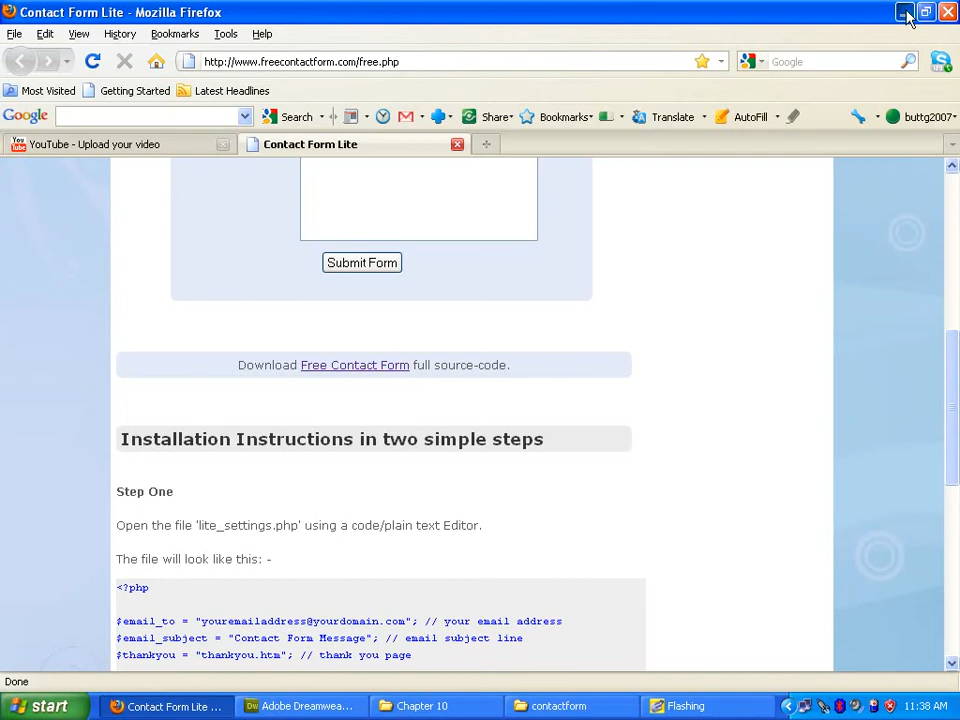 Contact Form Lite - Mozilla Firefox
File Edit View History Bookmarks Tools Help
http://www.freecontactform.com/free.php Google
Most Visited Getting Started Latest Headlines
Google Search Share Bookmarks Translate AutoFill buttg2007
YouTube - Upload your video Contact Form Lite
Submit Form
Download Free Contact Form full source-code.
Installation Instructions in two simple steps
Step One
Open the file 'lite_settings.php' using a code/plain text Editor.
The file will look like this: -
<?php
$email_to = "youremailaddress@yourdomain.com"; // your email address
$email_subject = "Contact Form Message"; // email subject line
$thankyou = "thankyou.htm"; // thank you page
Done
start Contact Form Lite ... Adobe Dreamwea... Chapter 10 contactform Flashing 11:38 AM